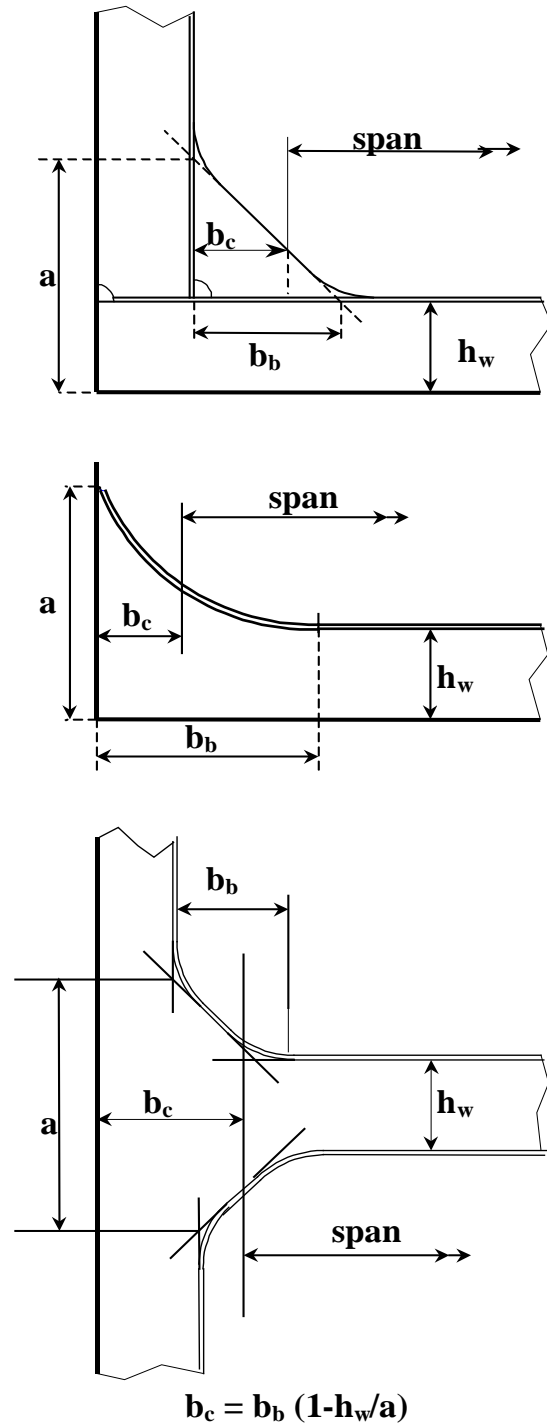 span
b_c
a
b_b
h_w
span
a
b_c
h_w
b_b
b_b
b_c
h_w
a
span
b_c = b_b (1-h_w/a)